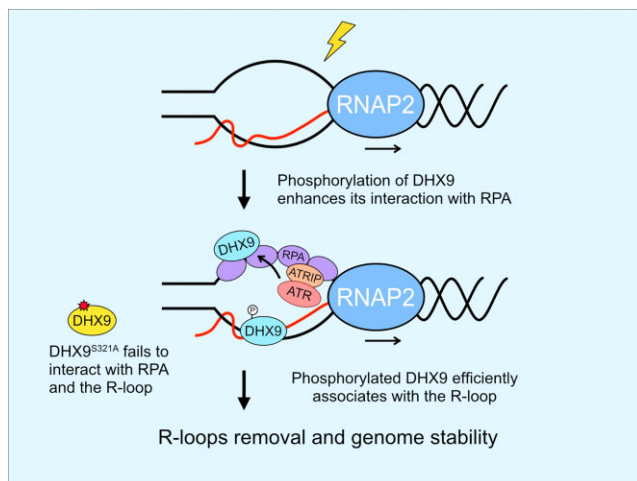 RNAP2
Phosphorylation of DHX9
enhances its interaction with RPA
DHX9
RPA
ATRIP
ATR
RNAP2
P
DHX9
DHX9
DHX9S321A fails to
interact with RPA
and the R-loop
Phosphorylated DHX9 efficiently
associates with the R-loop
R-loops removal and genome stability